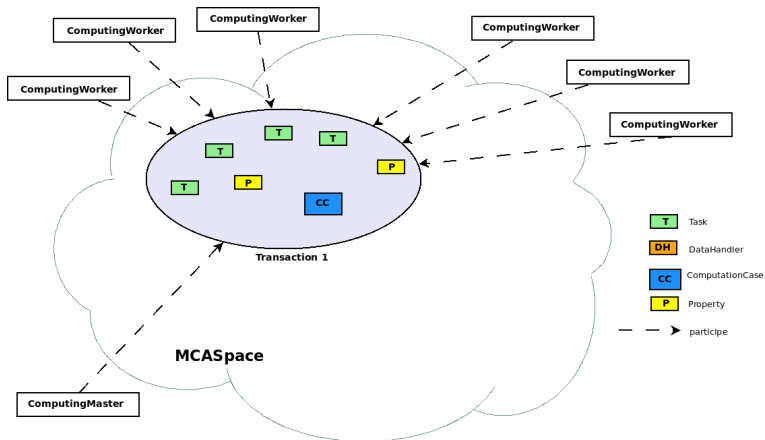 ComputingWorker
ComputingWorker
ComputingWorker
ComputingWorker
ComputingWorker
ComputingWorker
T
T
T
T
P
P
CC
Transaction 1
T Task
DH DataHandler
CC ComputationCase
P Property
participe
MCASpace
ComputingMaster